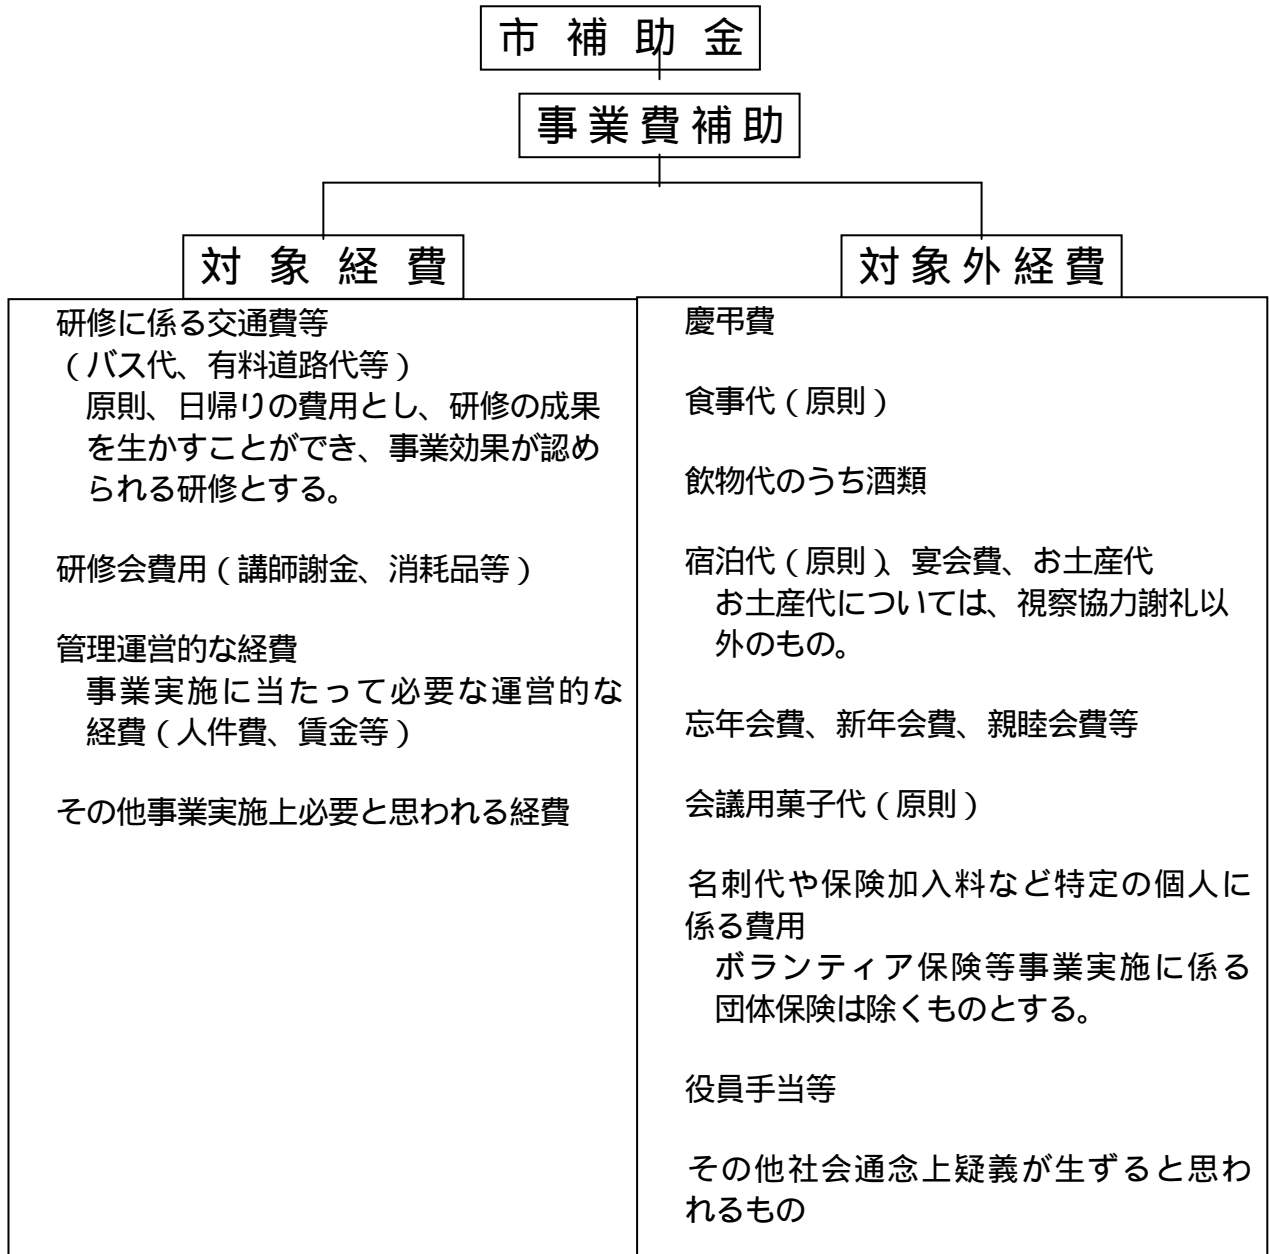 市補助金
事業費補助
対象経費
研修に係る交通費等
（バス代、有料道路代等）
原則、日帰りの費用とし、研修の成果
を生かすことができ、事業効果が認め
られる研修とする。
研修会費用（講師謝金、消耗品等）
管理運営的な経費
事業実施に当たって必要な運営的な
経費（人件費、賃金等）
その他事業実施上必要と思われる経費
対象外経費
慶弔費
食事代（原則）
飲物代のうち酒類
宿泊代（原則）、宴会費、お土産代
お土産代については、視察協力謝礼以
外のもの。
忘年会費、新年会費、親睦会費等
会議用菓子代（原則）
名刺代や保険加入料など特定の個人に
係る費用
ボランティア保険等事業実施に係る
団体保険は除くものとする。
役員手当等
その他社会通念上疑義が生ずると思わ
れるもの